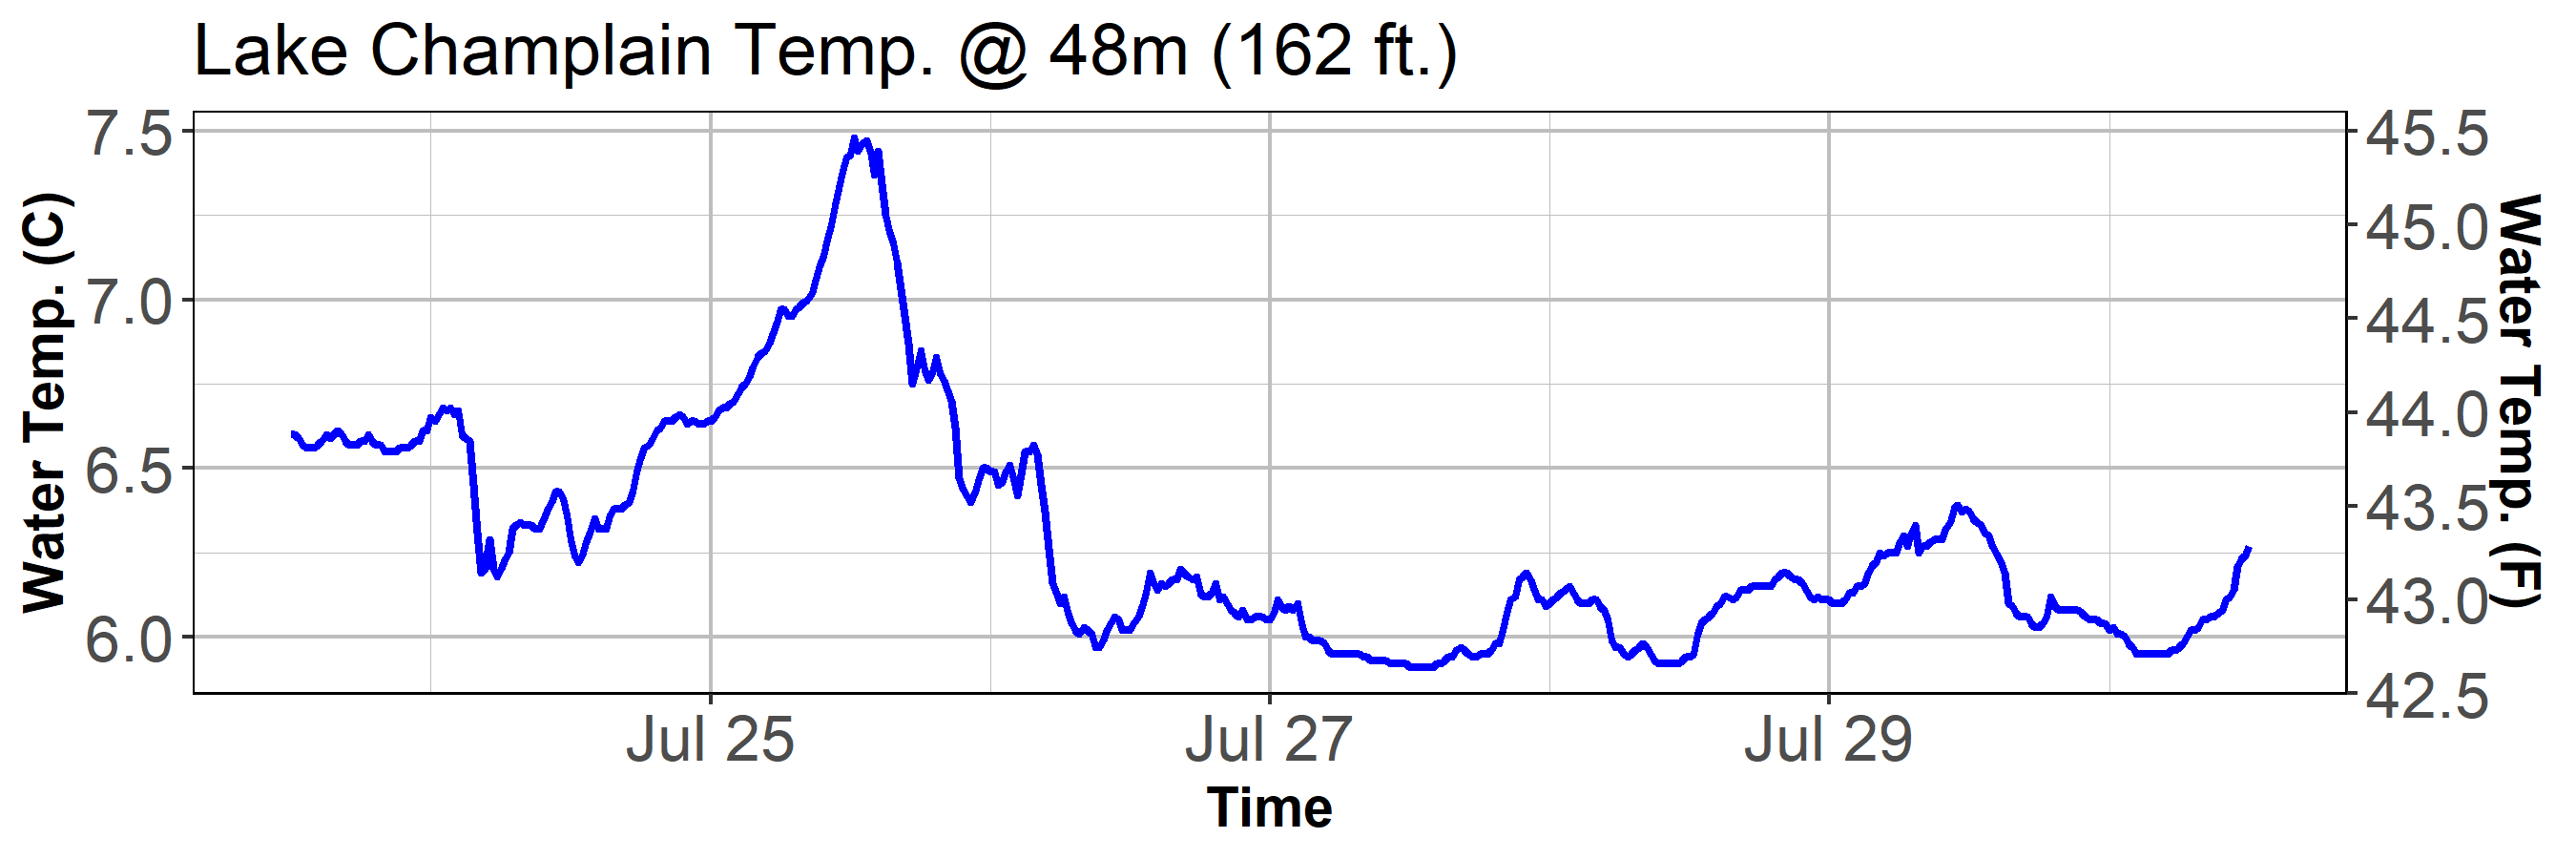 Lake Champlain Temp. @ 48m (162 ft.)
Water Temp. (C)
7.5
7.0
6.5
6.0
45.5
45.0
44.5
44.0
43.5
43.0
42.5
Water Temp. (F)
Jul 25 Jul 27 Jul 29
Time